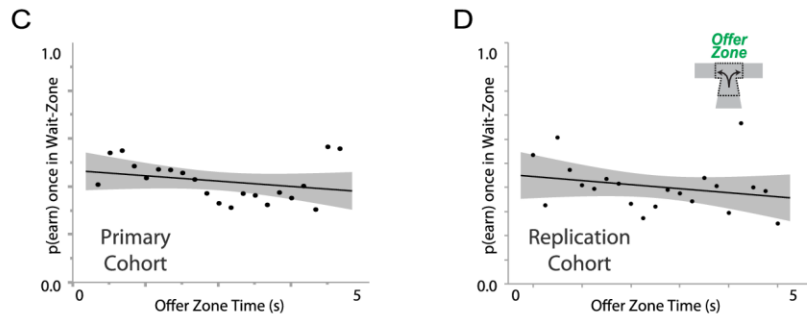 C
1.0
p(earn) once in Wait-Zone
Primary
Cohort
0.0
0
5
Offer Zone Time (s)
D
Offer
Zone
1.0
p(earn) once in Wait-Zone
Replication
Cohort
0.0
0
5
Offer Zone Time (s)